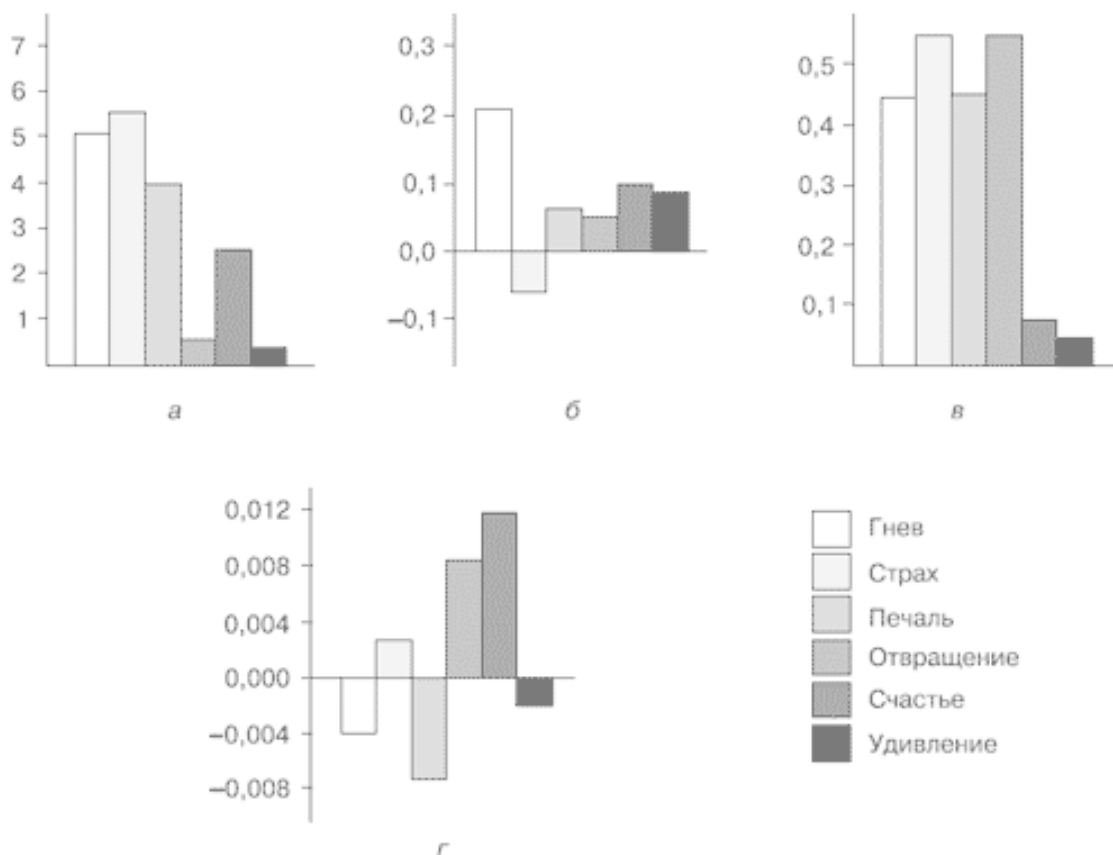 7
6
5
4
3
2
1
а
0,3
0,2
0,1
0,0
–0,1
б
0,5
0,4
0,3
0,2
0,1
в
0,012
0,008
0,004
0,000
–0,004
–0,008
г
Гнев
Страх
Печаль
Отвращение
Счастье
Удивление